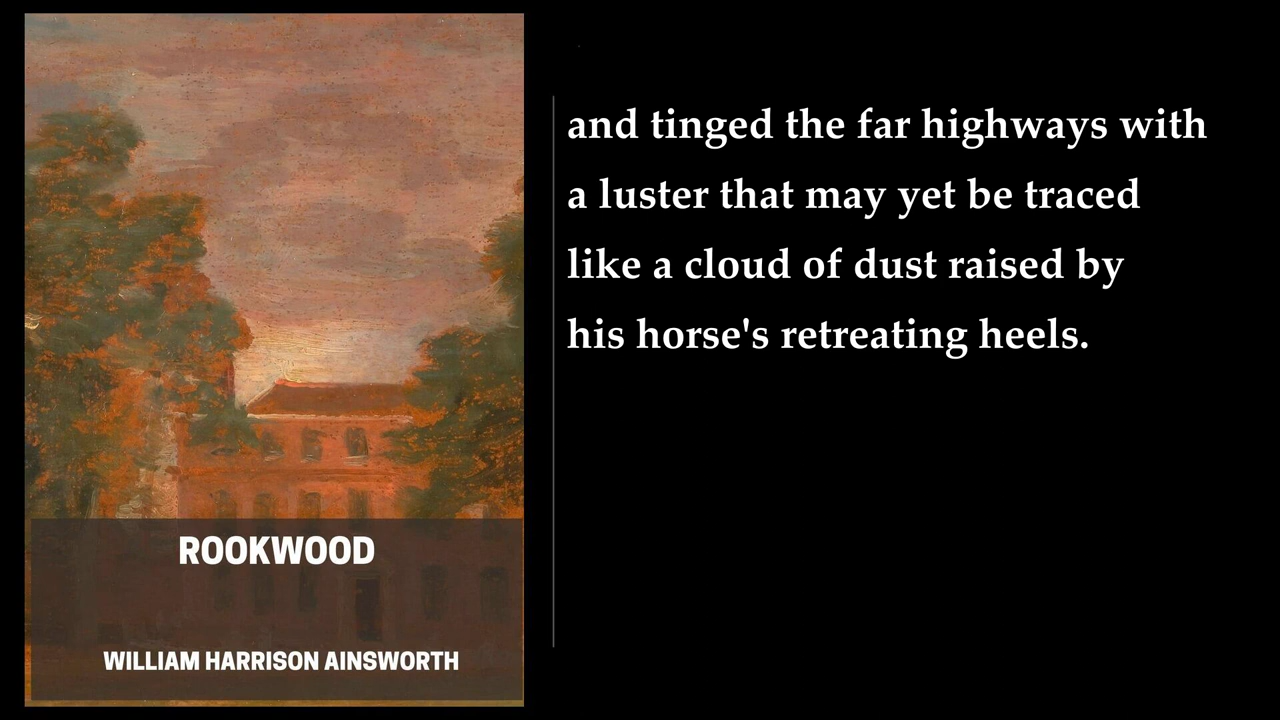 and tinged the far highways with
a luster that may yet be traced
like a cloud of dust raised by
his horse's retreating heels.
ROOKWOOD
WILLIAM HARRISON AINSWORTH